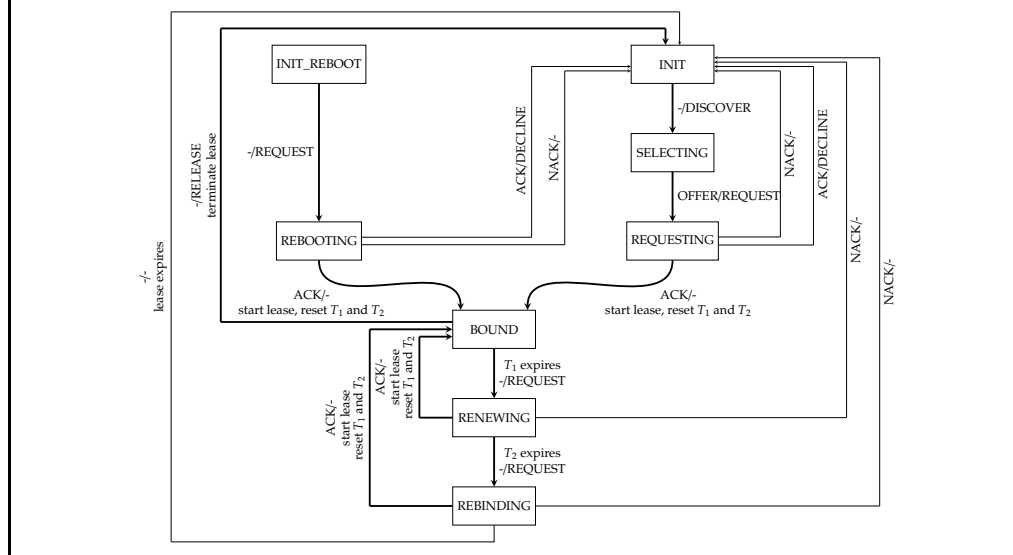 INIT_REBOOT
INIT
-/DISCOVER
SELECTING
-/REQUEST
OFFER/REQUEST
REBOOTING
REQUESTING
ACK/DECLINE
NACK/-
NACK/-
ACK/DECLINE
NACK/-
NACK/-
-/RELEASE
terminate lease
-/-
lease expires
ACK/-
start lease, reset T1 and T2
ACK/-
start lease, reset T1 and T2
BOUND
T1 expires
-/REQUEST
ACK/-
start lease
reset T1 and T2
RENEWING
ACK/-
start lease
reset T1 and T2
T2 expires
-/REQUEST
REBINDING